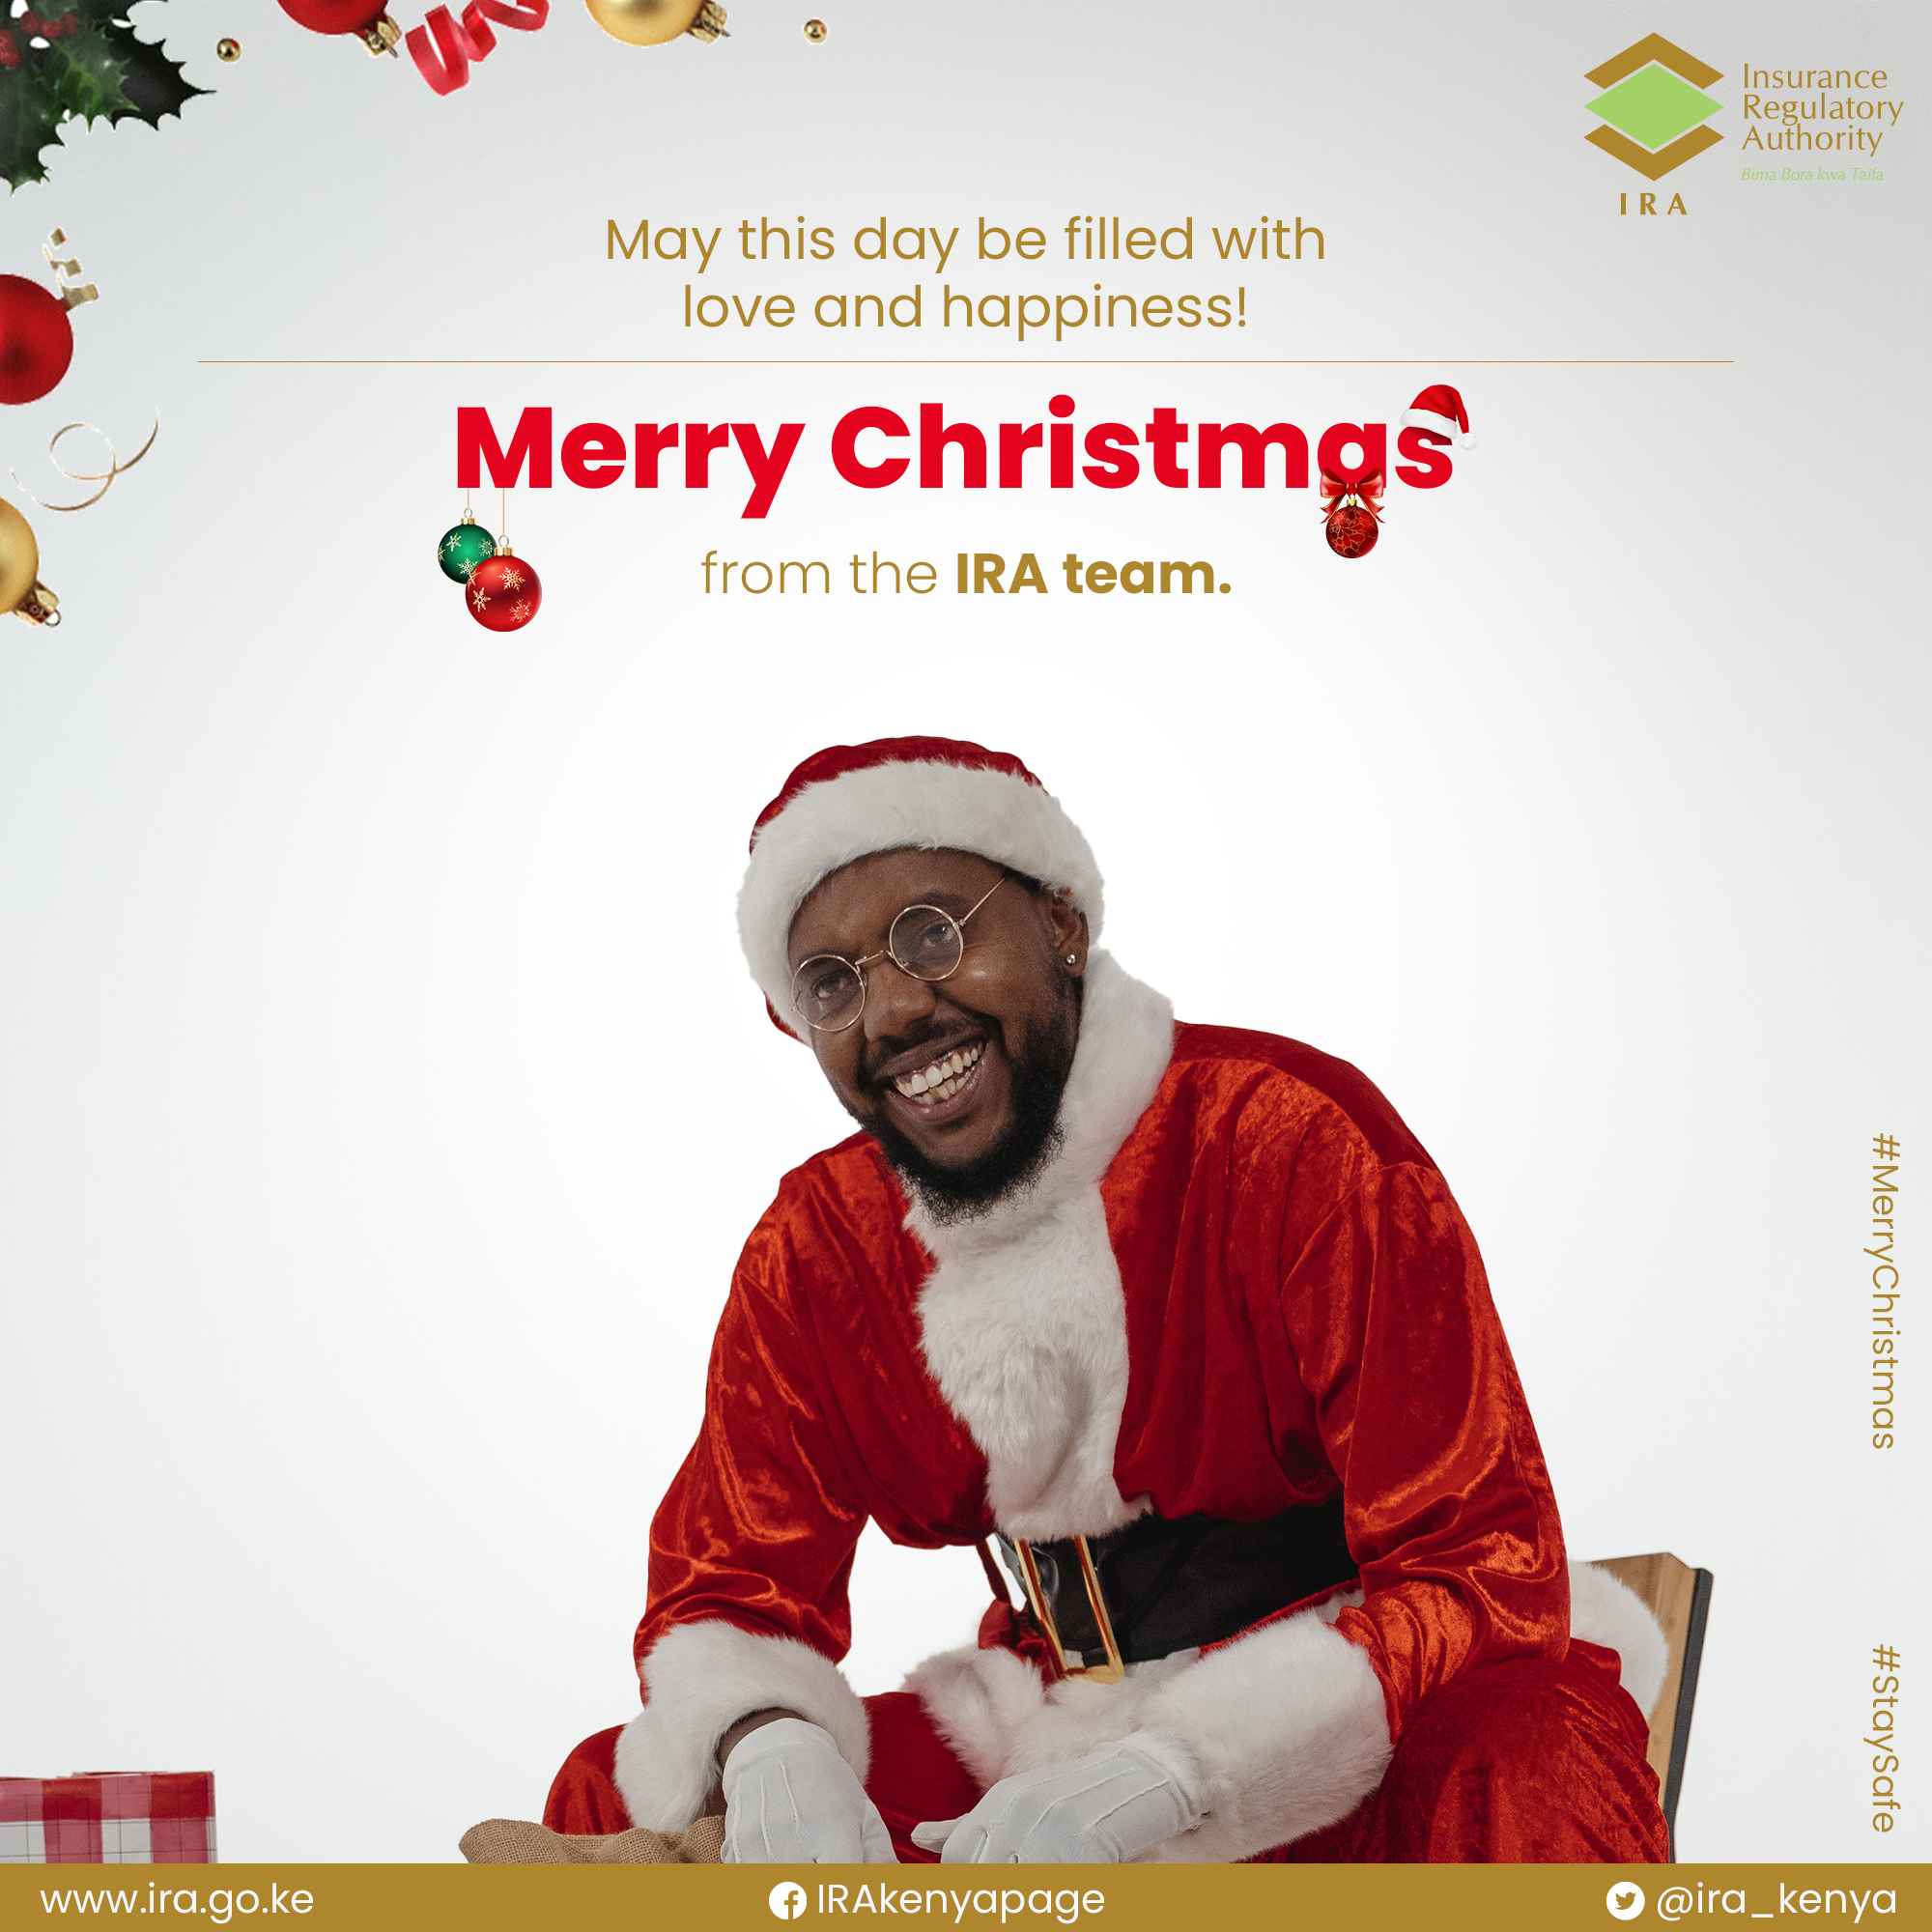 Insurance
Regulatory
Authority
Bima Bora kwa Taifa
IRA
May this day be filled with
love and happiness!
Merry Christmas
from the IRA team.
#MerryChristmas
#StaySafe
www.ira.go.ke
IRAkenyapage
@ira_kenya